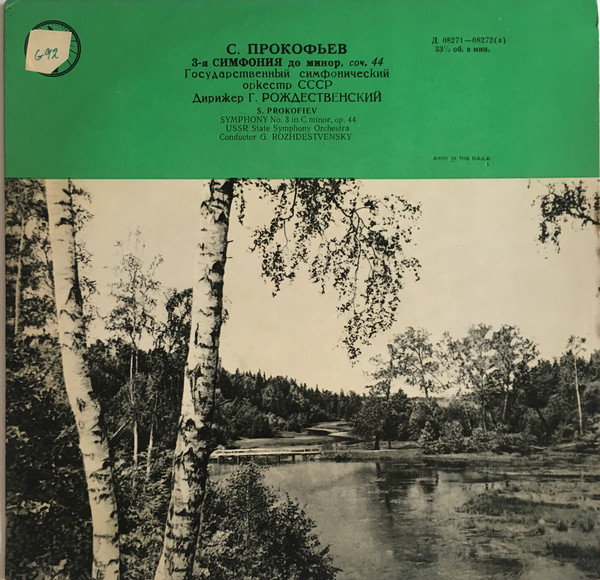 G92
С. ПРОКОФЬЕВ
3-я СИМФОНИЯ до минор, соч. 44
Государственный симфонический
оркестр СССР
Дирижер Г. РОЖДЕСТВЕНСКИЙ
S. PROKOFIEV
SYMPHONY No. 3 in C minor, op. 44
USSR State Symphony Orchestra
Conductor G. ROZHDESTVENSKY
Д 08271—08272(а)
33⅓ об. в мин.
MADE IN THE U.S.S.R.